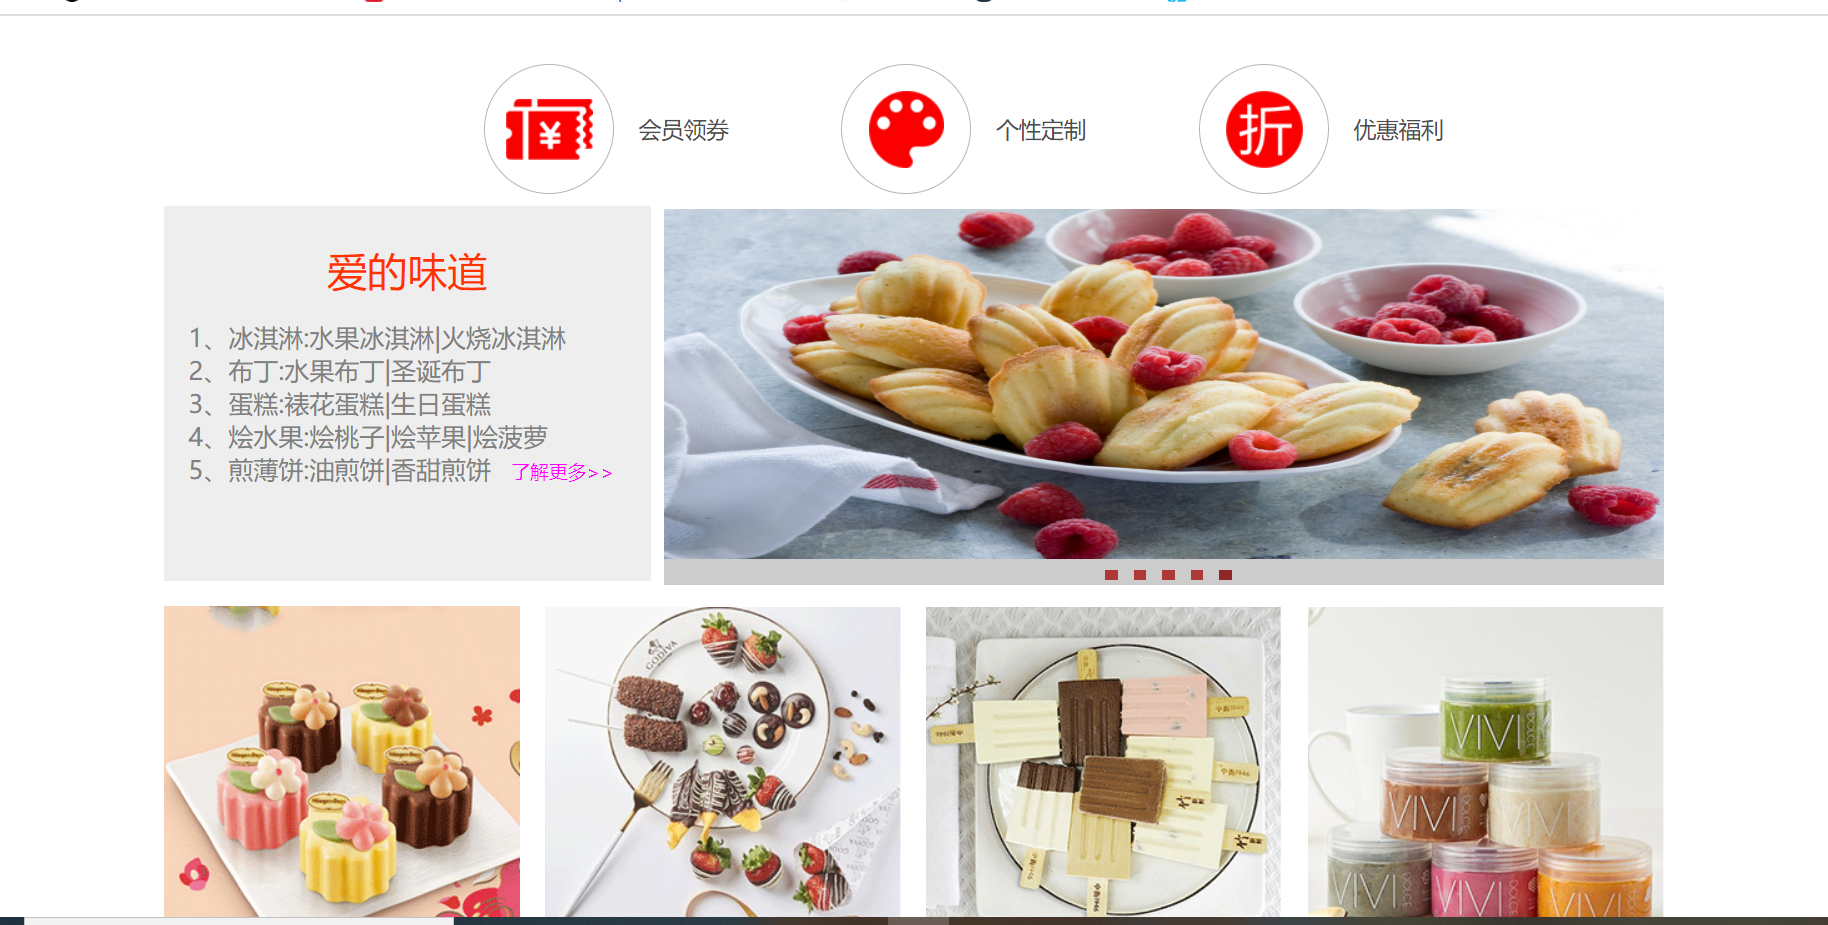 会员领券
个性定制
折
优惠福利
爱的味道
1、冰淇淋:水果冰淇淋|火烧冰淇淋
2、布丁:水果布丁|圣诞布丁
3、蛋糕:裱花蛋糕|生日蛋糕
4、烩水果:烩桃子|烩苹果|烩菠萝
5、煎薄饼:油煎饼|香甜煎饼 了解更多>>
GODIVA
VIVI DOLCE
VIVI DOLCE
VIVI
VIVI
VIVI DOLCE
VIVI